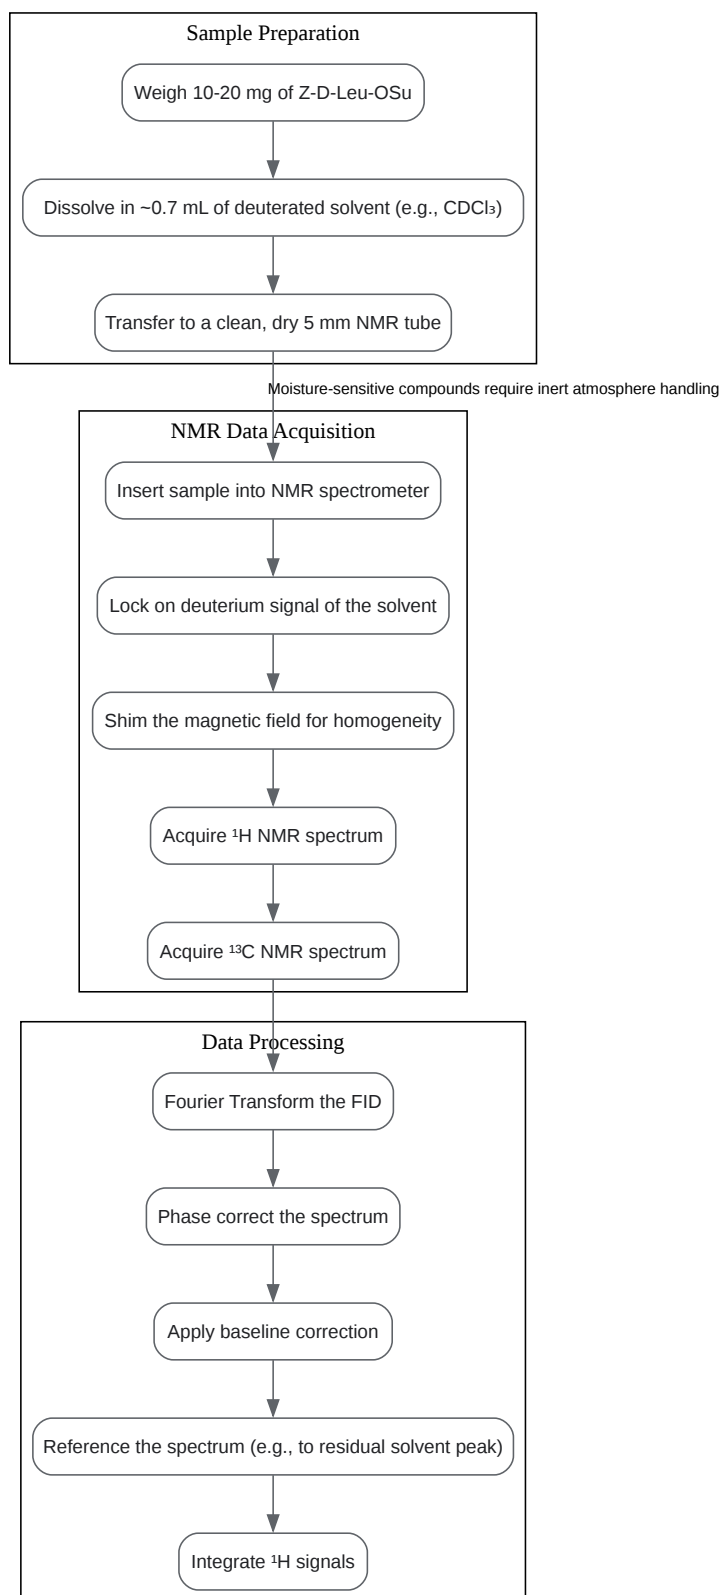 Sample Preparation
Weigh 10-20 mg of Z-D-Leu-OSu
Dissolve in ~0.7 mL of deuterated solvent (e.g., CDCl₃)
Transfer to a clean, dry 5 mm NMR tube
Moisture-sensitive compounds require inert atmosphere handling
NMR Data Acquisition
Insert sample into NMR spectrometer
Lock on deuterium signal of the solvent
Shim the magnetic field for homogeneity
Acquire ¹H NMR spectrum
Acquire ¹³C NMR spectrum
Data Processing
Fourier Transform the FID
Phase correct the spectrum
Apply baseline correction
Reference the spectrum (e.g., to residual solvent peak)
Integrate ¹H signals